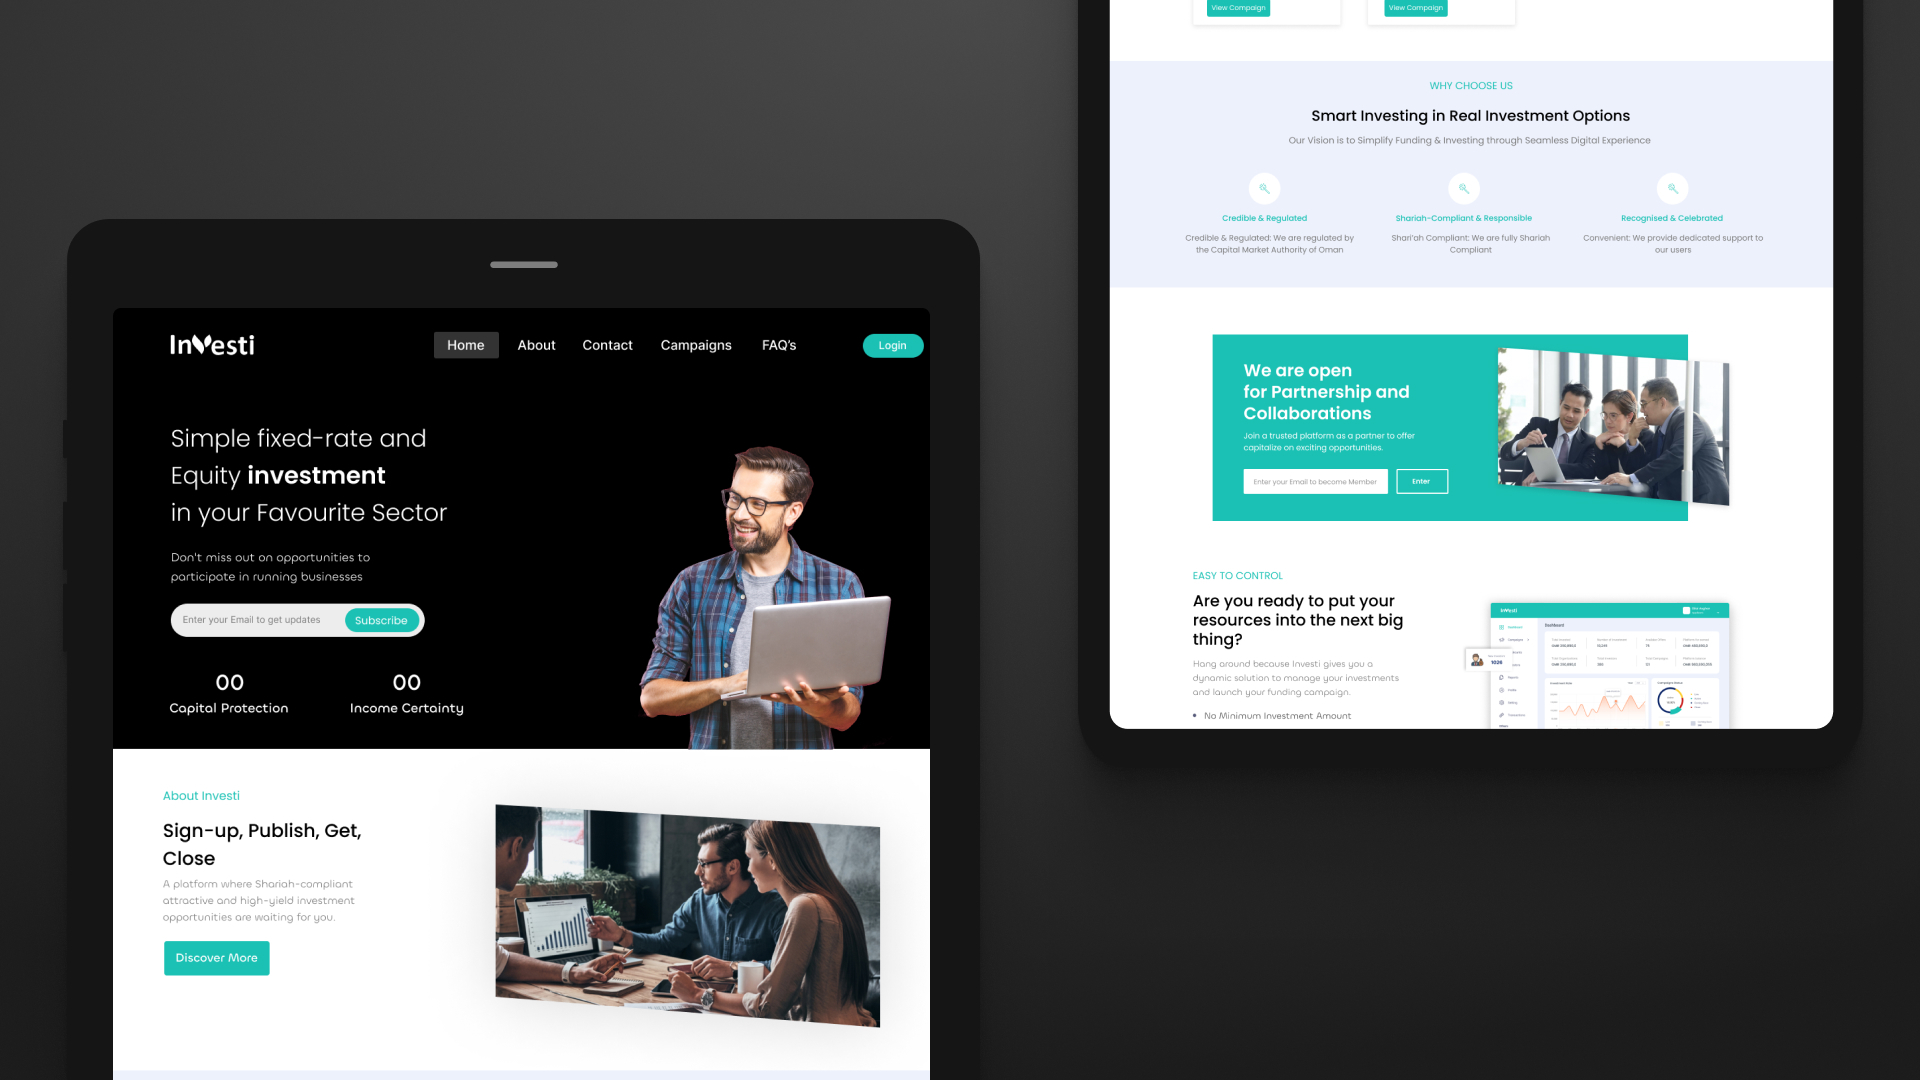 InVesti
Home
About
Contact
Campaigns
FAQ's
Login
Simple fixed-rate and
Equity investment
in your Favourite Sector
Don't miss out on opportunities to
participate in running businesses
Enter your Email to get updates
Subscribe
00
Capital Protection
00
Income Certainty
About Investi
Sign-up, Publish, Get,
Close
A platform where Shariah-compliant
attractive and high-yield investment
opportunities are waiting for you.
Discover More
View Compaign
View Compaign
WHY CHOOSE US
Smart Investing in Real Investment Options
Our Vision is to Simplify Funding & Investing through Seamless Digital Experience
Credible & Regulated
Credible & Regulated: We are regulated by
the Capital Market Authority of Oman
Shariah-Compliant & Responsible
Shari'ah Compliant: We are fully Shariah
Compliant
Recognised & Celebrated
Convenient: We provide dedicated support to
our users
We are open
for Partnership and
Collaborations
Join a trusted platform as a partner to offer
capitalize on exciting opportunities.
Enter your Email to become Member
Enter
EASY TO CONTROL
Are you ready to put your
resources into the next big
thing?
Hang around because Investi gives you a
dynamic solution to manage your investments
and launch your funding campaign.
• No Minimum Investment Amount
InVesti
Dashboard
Dashboard
1026